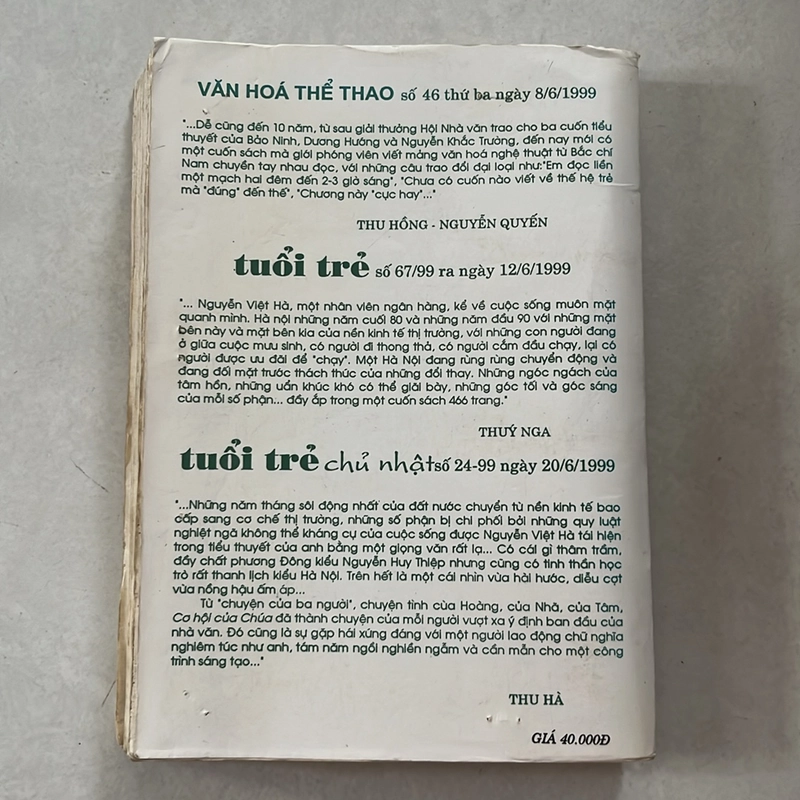 VĂN HOÁ THỂ THAO số 46 thứ ba ngày 8/6/1999
"...Dễ cũng đến 10 năm, từ sau giải thưởng Hội Nhà văn trao cho ba cuốn tiểu
thuyết của Bảo Ninh, Dương Hướng và Nguyễn Khắc Trường, đến nay mới có
một cuốn sách mà giới phóng viên viết mảng văn hoá nghệ thuật từ Bắc chí
Nam chuyền tay nhau đọc, với những câu trao đổi đại loại như:"Em đọc liền
một mạch hai đêm đến 2-3 giờ sáng", "Chưa có cuốn nào viết về thế hệ trẻ
mà "đúng" đến thế", "Chương này "cực hay"..."
THU HỒNG - NGUYỄN QUYẾN
tuổi trẻ số 67/99 ra ngày 12/6/1999
"... Nguyễn Việt Hà, một nhân viên ngân hàng, kể về cuộc sống muôn mặt
quanh mình. Hà nội những năm cuối 80 và những năm đầu 90 với những mặt
bên này và mặt bên kia của nền kinh tế thị trường, với những con người đang
ở giữa cuộc mưu sinh, có người đi thong thả, có người cắm đầu chạy, lại có
người được ưu đãi để "chạy". Một Hà Nội đang rùng rùng chuyển động và
đang đối mặt trước thách thức của những đổi thay. Những ngóc ngách của
tâm hồn, những uẩn khúc khó có thể giãi bày, những góc tối và góc sáng
của mỗi số phận... đầy ắp trong một cuốn sách 466 trang."
THUÝ NGA
tuổi trẻ chủ nhật số 24-99 ngày 20/6/1999
"...Những năm tháng sôi động nhất của đất nước chuyển từ nền kinh tế bao
cấp sang cơ chế thị trường, những số phận bị chi phối bởi những quy luật
nghiệt ngã không thể kháng cự của cuộc sống được Nguyễn Việt Hà tái hiện
trong tiểu thuyết của anh bằng một giọng văn rất lạ... Có cái gì thâm trầm,
đầy chất phương Đông kiểu Nguyễn Huy Thiệp nhưng cũng có tinh thần học
trò rất thanh lịch kiểu Hà Nội. Trên hết là một cái nhìn vừa hài hước, diễu cợt
vừa nồng hậu ấm áp...
Từ "chuyện của ba người", chuyện tình của Hoàng, của Nhã, của Tâm,
Cơ hội của Chúa đã thành chuyện của mỗi người vượt xa ý định ban đầu của
nhà văn. Đó cũng là sự gặp hái xứng đáng với một người lao động chữ nghĩa
nghiêm túc như anh, tám năm ngồi nghiền ngẫm và cần mẫn cho một công
trình sáng tạo..."
THU HÀ
GIÁ 40.000Đ